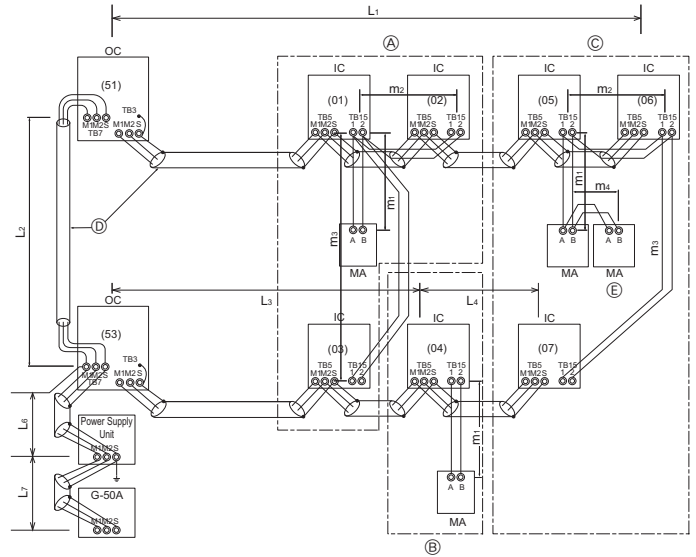 L1
OC
A
C
IC
IC
IC
IC
(51)
m2
m2
(01)
(02)
(05)
(06)
TB3
TB5
TB15
TB5
TB15
TB5
TB15
TB5
TB15
M1M2S
M1M2S
M1M2S
1 2
M1M2S
1 2
M1M2S
1 2
M1M2S
1 2
TB7
m1
m1
m4
m3
m3
L2
D
A B
A B
A B
MA
MA
MA
E
OC
L3
L4
IC
IC
IC
(53)
(03)
(04)
(07)
TB3
TB5
TB15
TB5
TB15
TB5
TB15
M1M2S
M1M2S
M1M2S
1 2
M1M2S
1 2
M1M2S
1 2
TB7
L6
Power Supply
Unit
M1M2S
m1
L7
G-50A
M1M2S
A B
MA
B